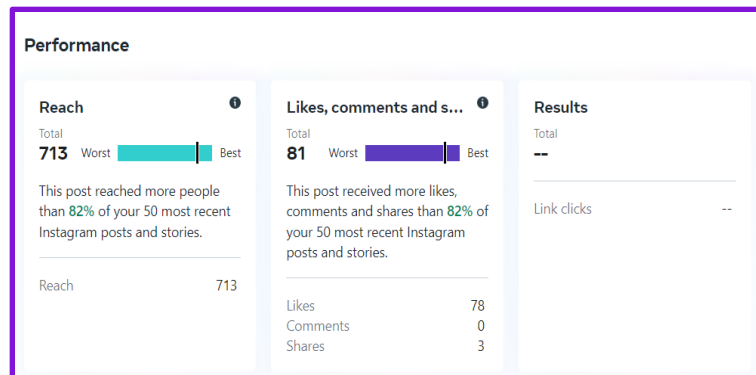 Performance
Reach
Total
713 Worst Best
This post reached more people
than 82% of your 50 most recent
Instagram posts and stories.
Reach 713
Likes, comments and s...
Total
81 Worst Best
This post received more likes,
comments and shares than 82% of
your 50 most recent Instagram
posts and stories.
Likes 78
Comments 0
Shares 3
Results
Total
--
Link clicks --